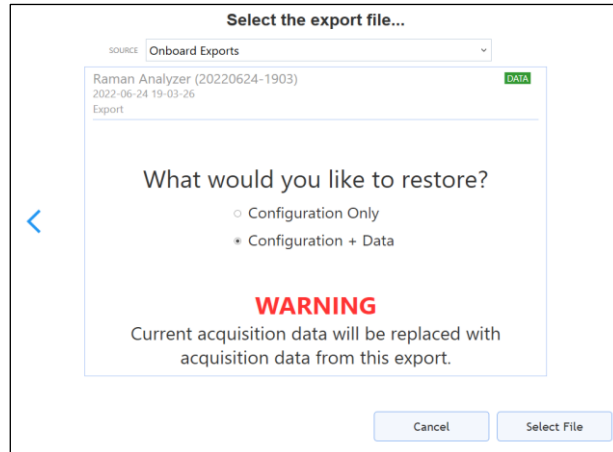 Select the export file...
SOURCE Onboard Exports
Raman Analyzer (20220624-1903) DATA
2022-06-24 19-03-26
Export
What would you like to restore?
Configuration Only
Configuration + Data
WARNING
Current acquisition data will be replaced with
acquisition data from this export.
Cancel Select File